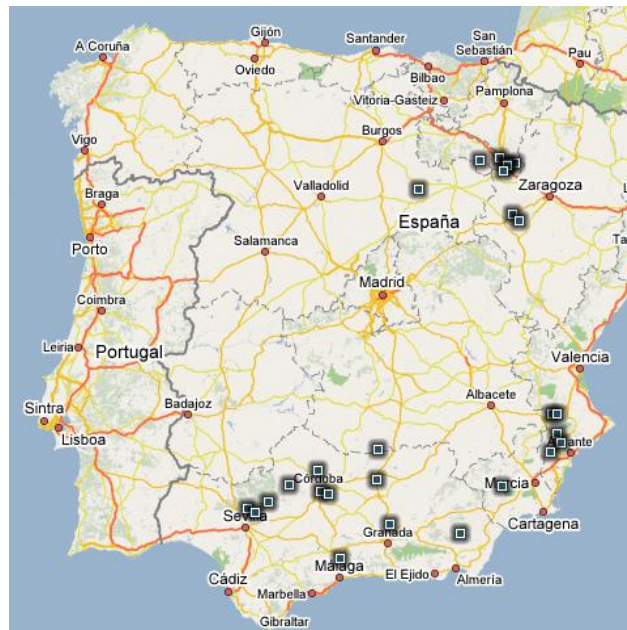 Gijón
A Coruña
Oviedo
Santander
San
Sebastián
Bilbao
Pau
Vitoria-Gasteiz
Pamplona
Burgos
Vigo
Braga
Valladolid
Zaragoza
España
Porto
Salamanca
Madrid
Coimbra
Leiria
Portugal
Valencia
Albacete
Sintra
Badajoz
Lisboa
Córdoba
Murcia
Sevilla
Cartagena
Granada
Málaga
El Ejido
Almería
Cádiz
Marbella
Gibraltar